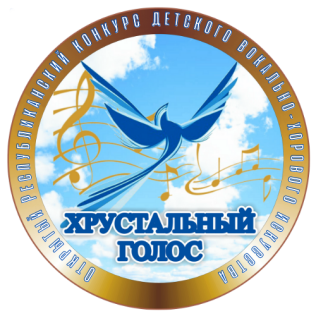 ОТКРЫТЫЙ РЕСПУБЛИКАНСКИЙ КОНКУРС ДЕТСКОГО ВОКАЛЬНО-ХОРОВОГО ИСКУССТВА
ХРУСТАЛЬНЫЙ
ГОЛОС